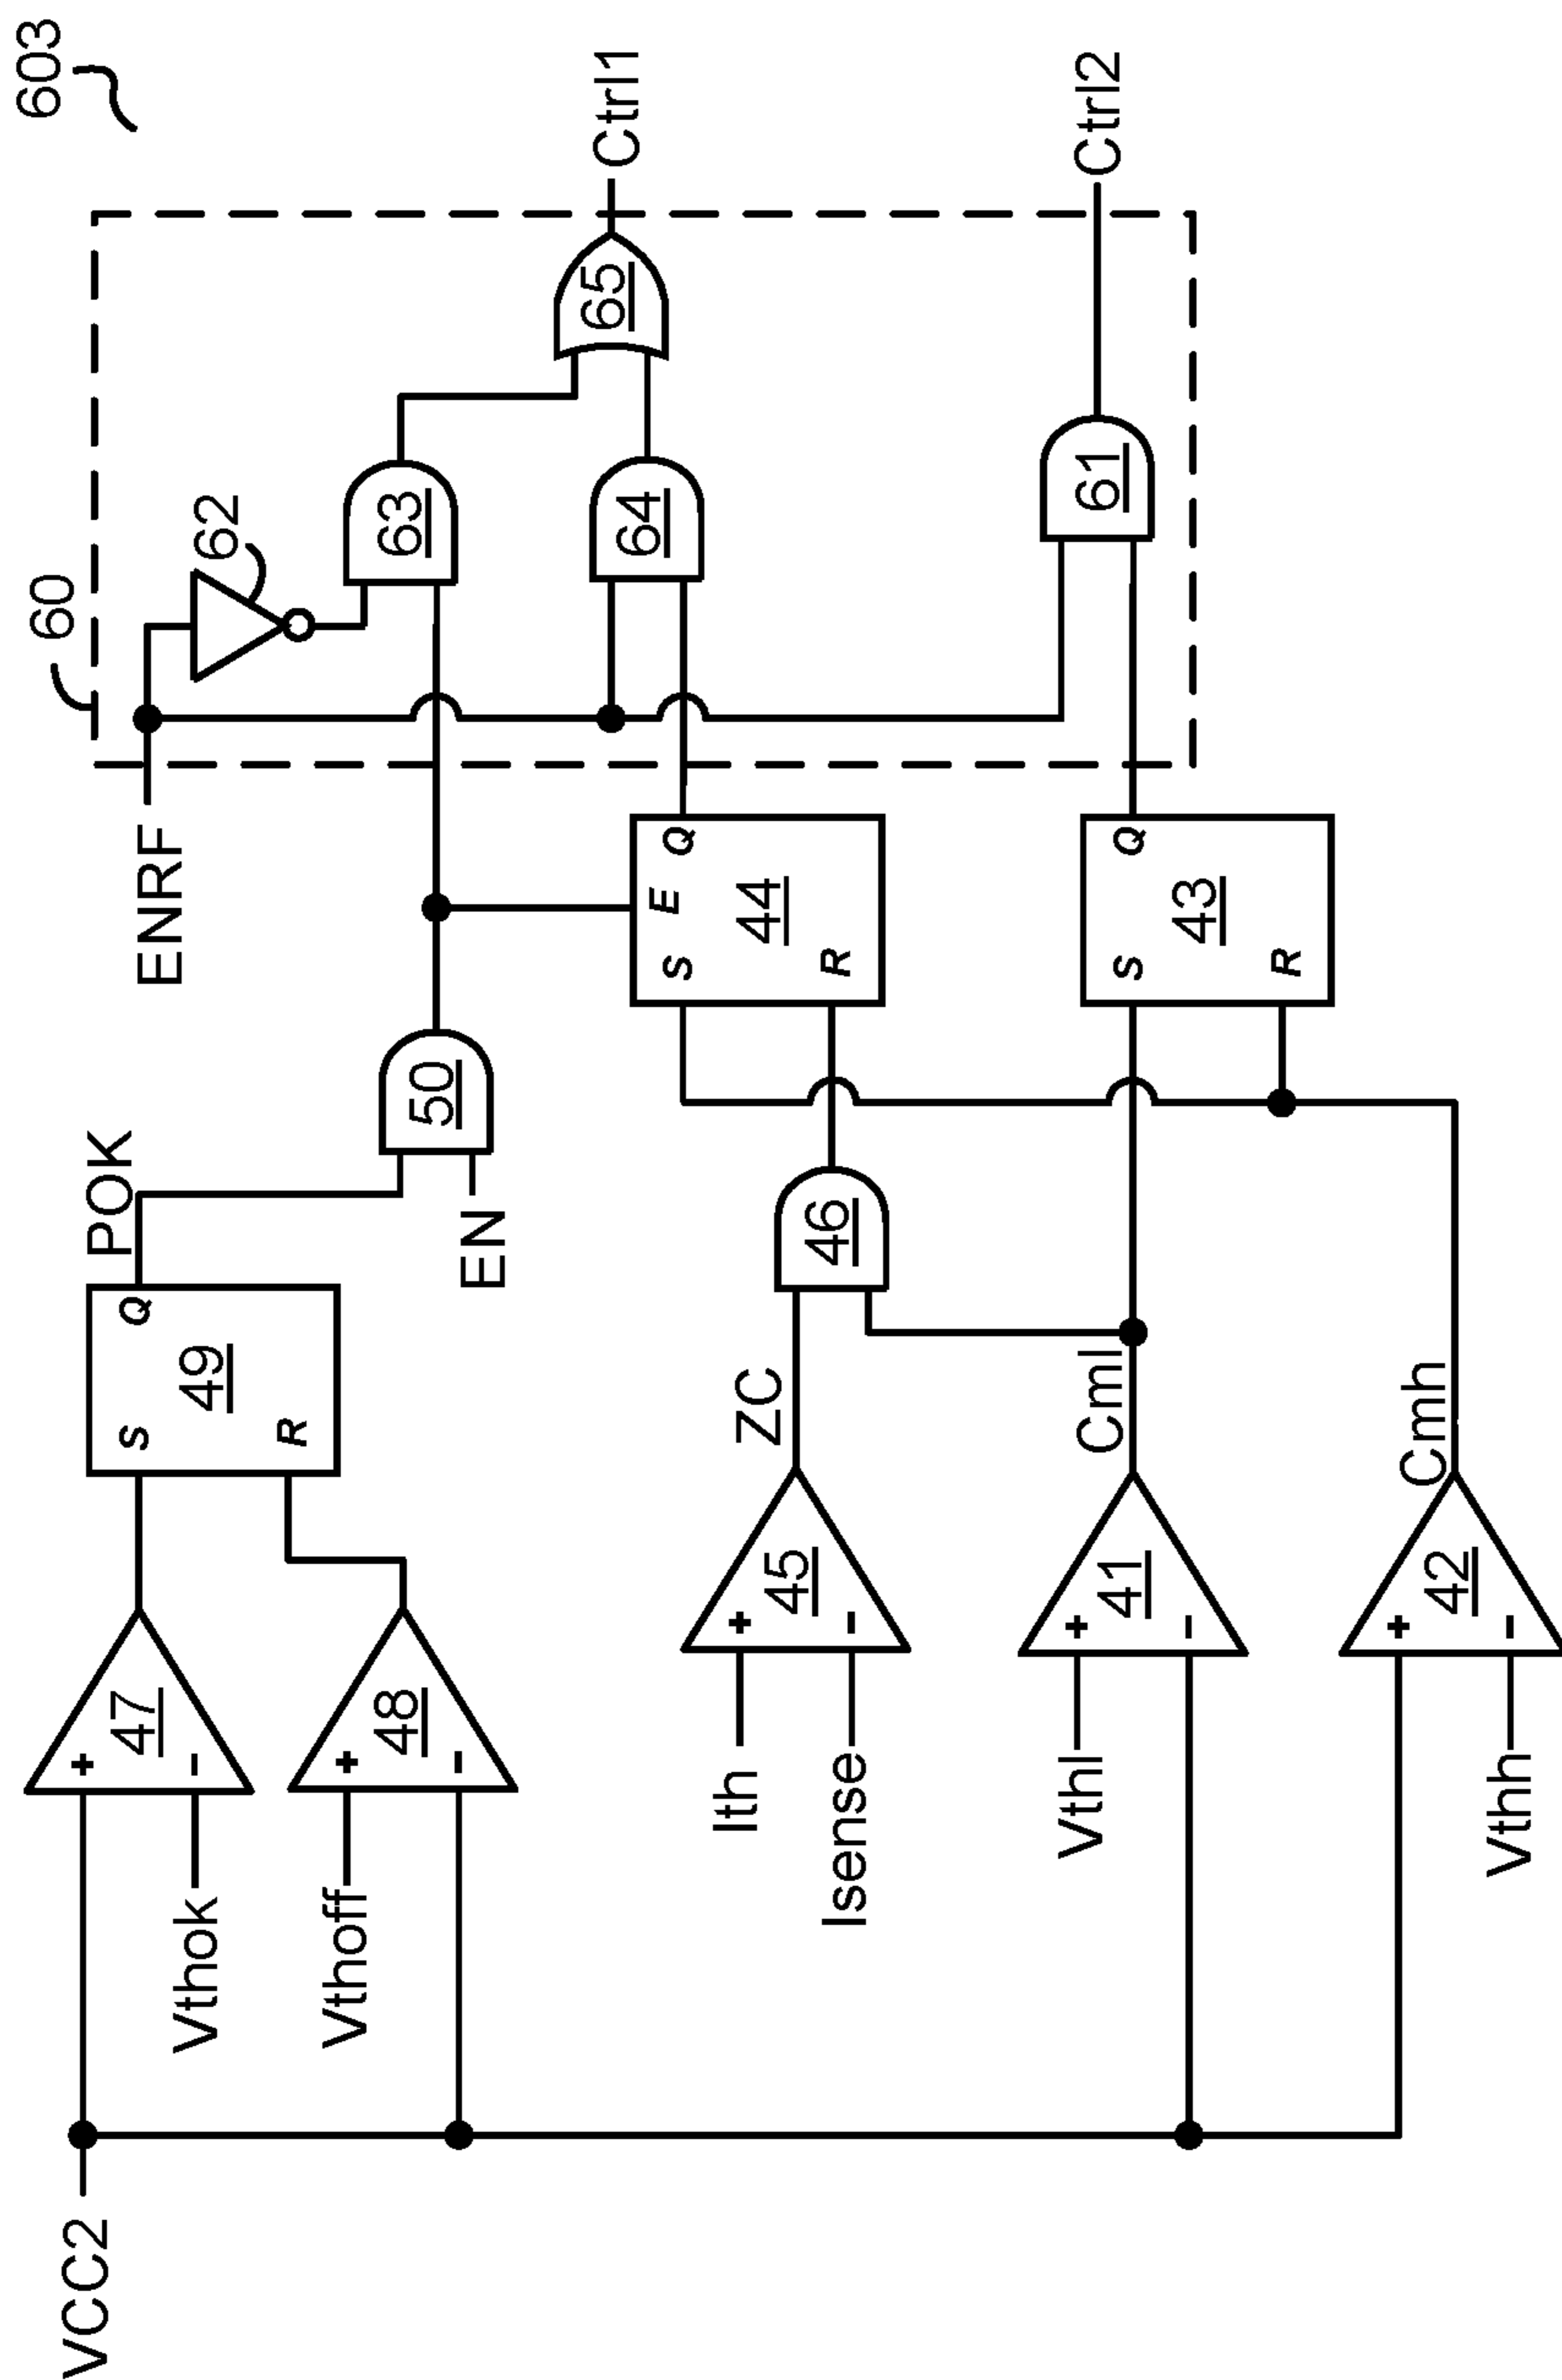 603
60
ENRF
62
63
64
65
Ctrl1
61
Ctrl2
POK
50
EN
S
Q
49
R
S
E
Q
44
R
S
Q
43
R
46
ZC
Cml
Cmh
47
+
-
48
+
-
45
+
-
41
+
-
42
+
-
Vthok
Vthoff
Ith
Isense
Vthl
Vthh
VCC2